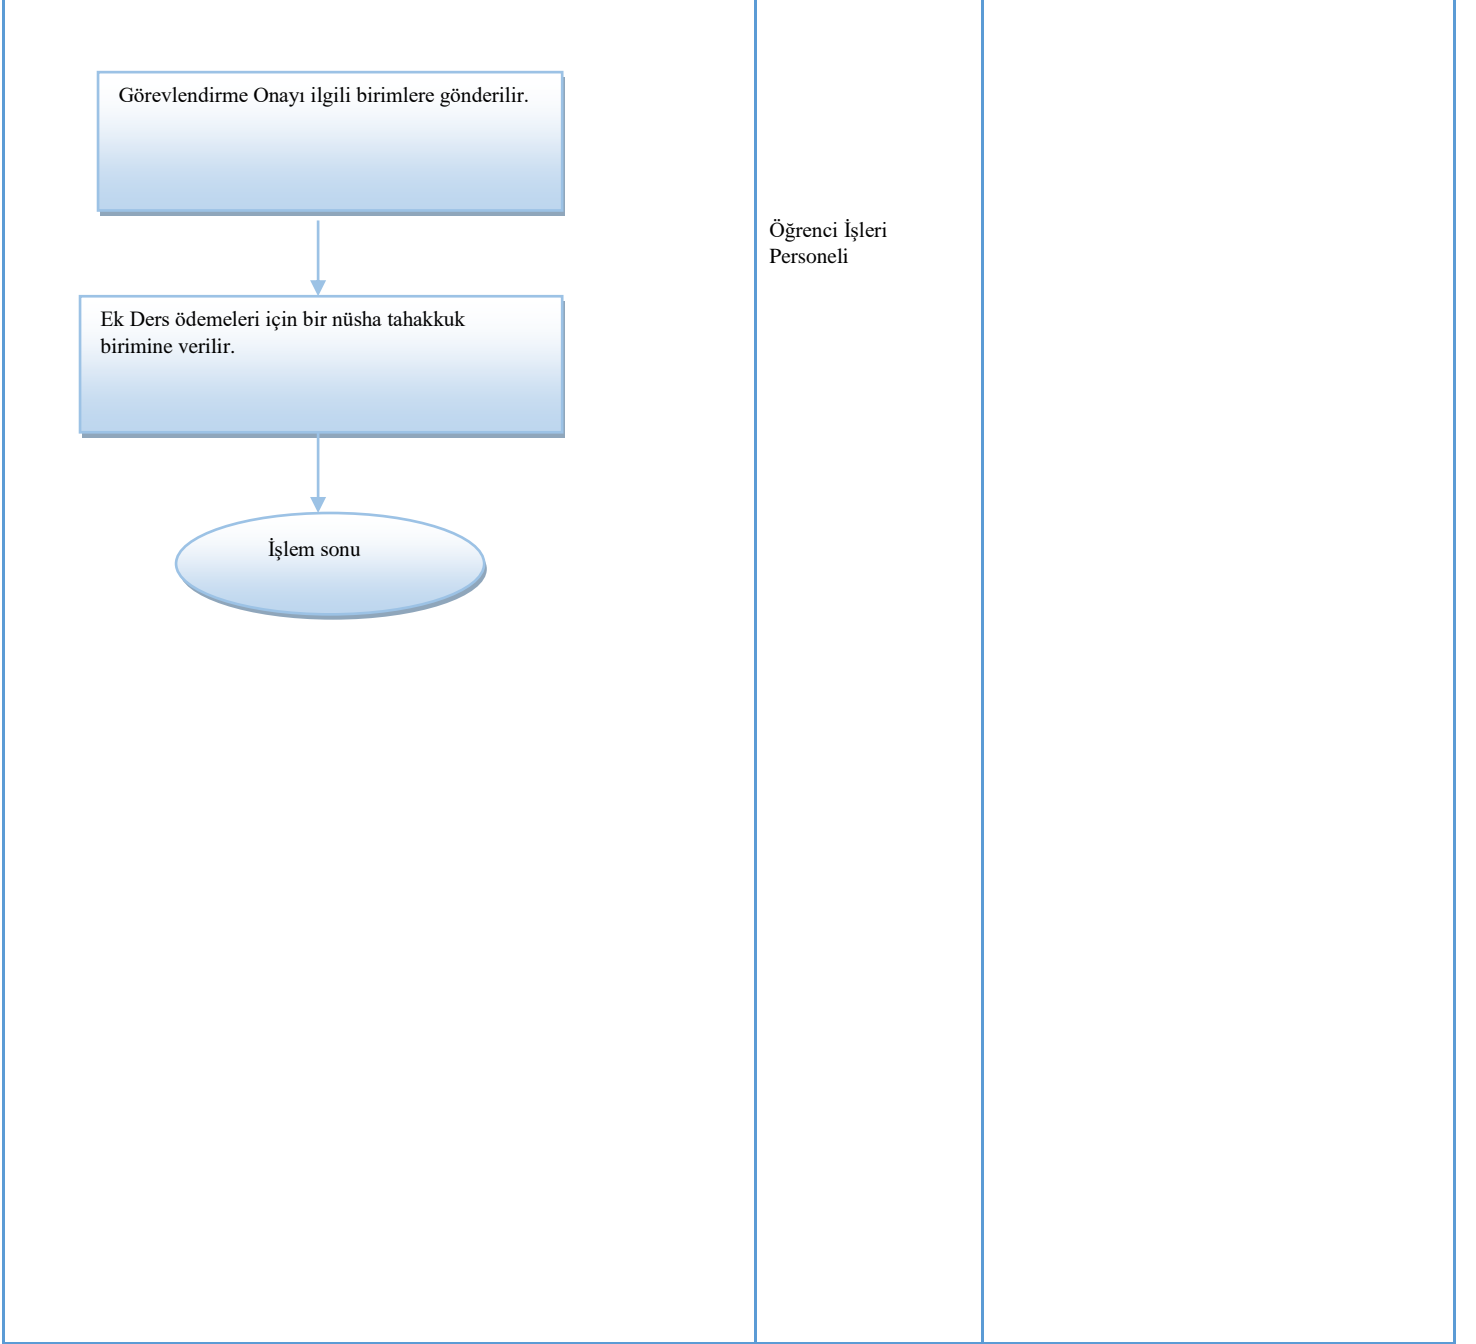 Görevlendirme Onayı ilgili birimlere gönderilir.
Öğrenci İşleri
Personeli
Ek Ders ödemeleri için bir nüsha tahakkuk
birimine verilir.
İşlem sonu